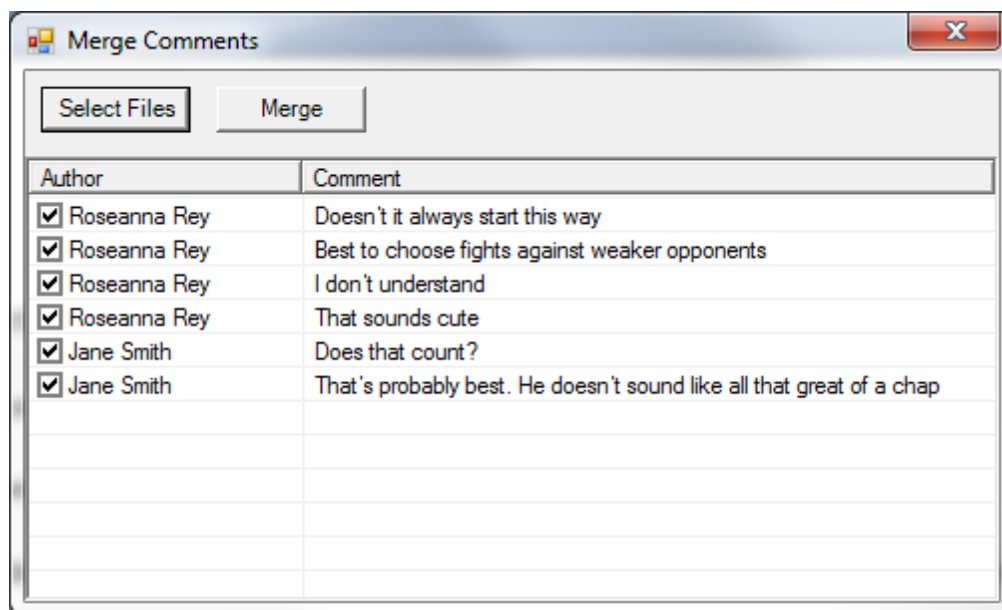 Merge Comments
Select Files Merge
Author Comment
Roseanna Rey Doesn't it always start this way
Roseanna Rey Best to choose fights against weaker opponents
Roseanna Rey I don't understand
Roseanna Rey That sounds cute
Jane Smith Does that count?
Jane Smith That's probably best. He doesn't sound like all that great of a chap